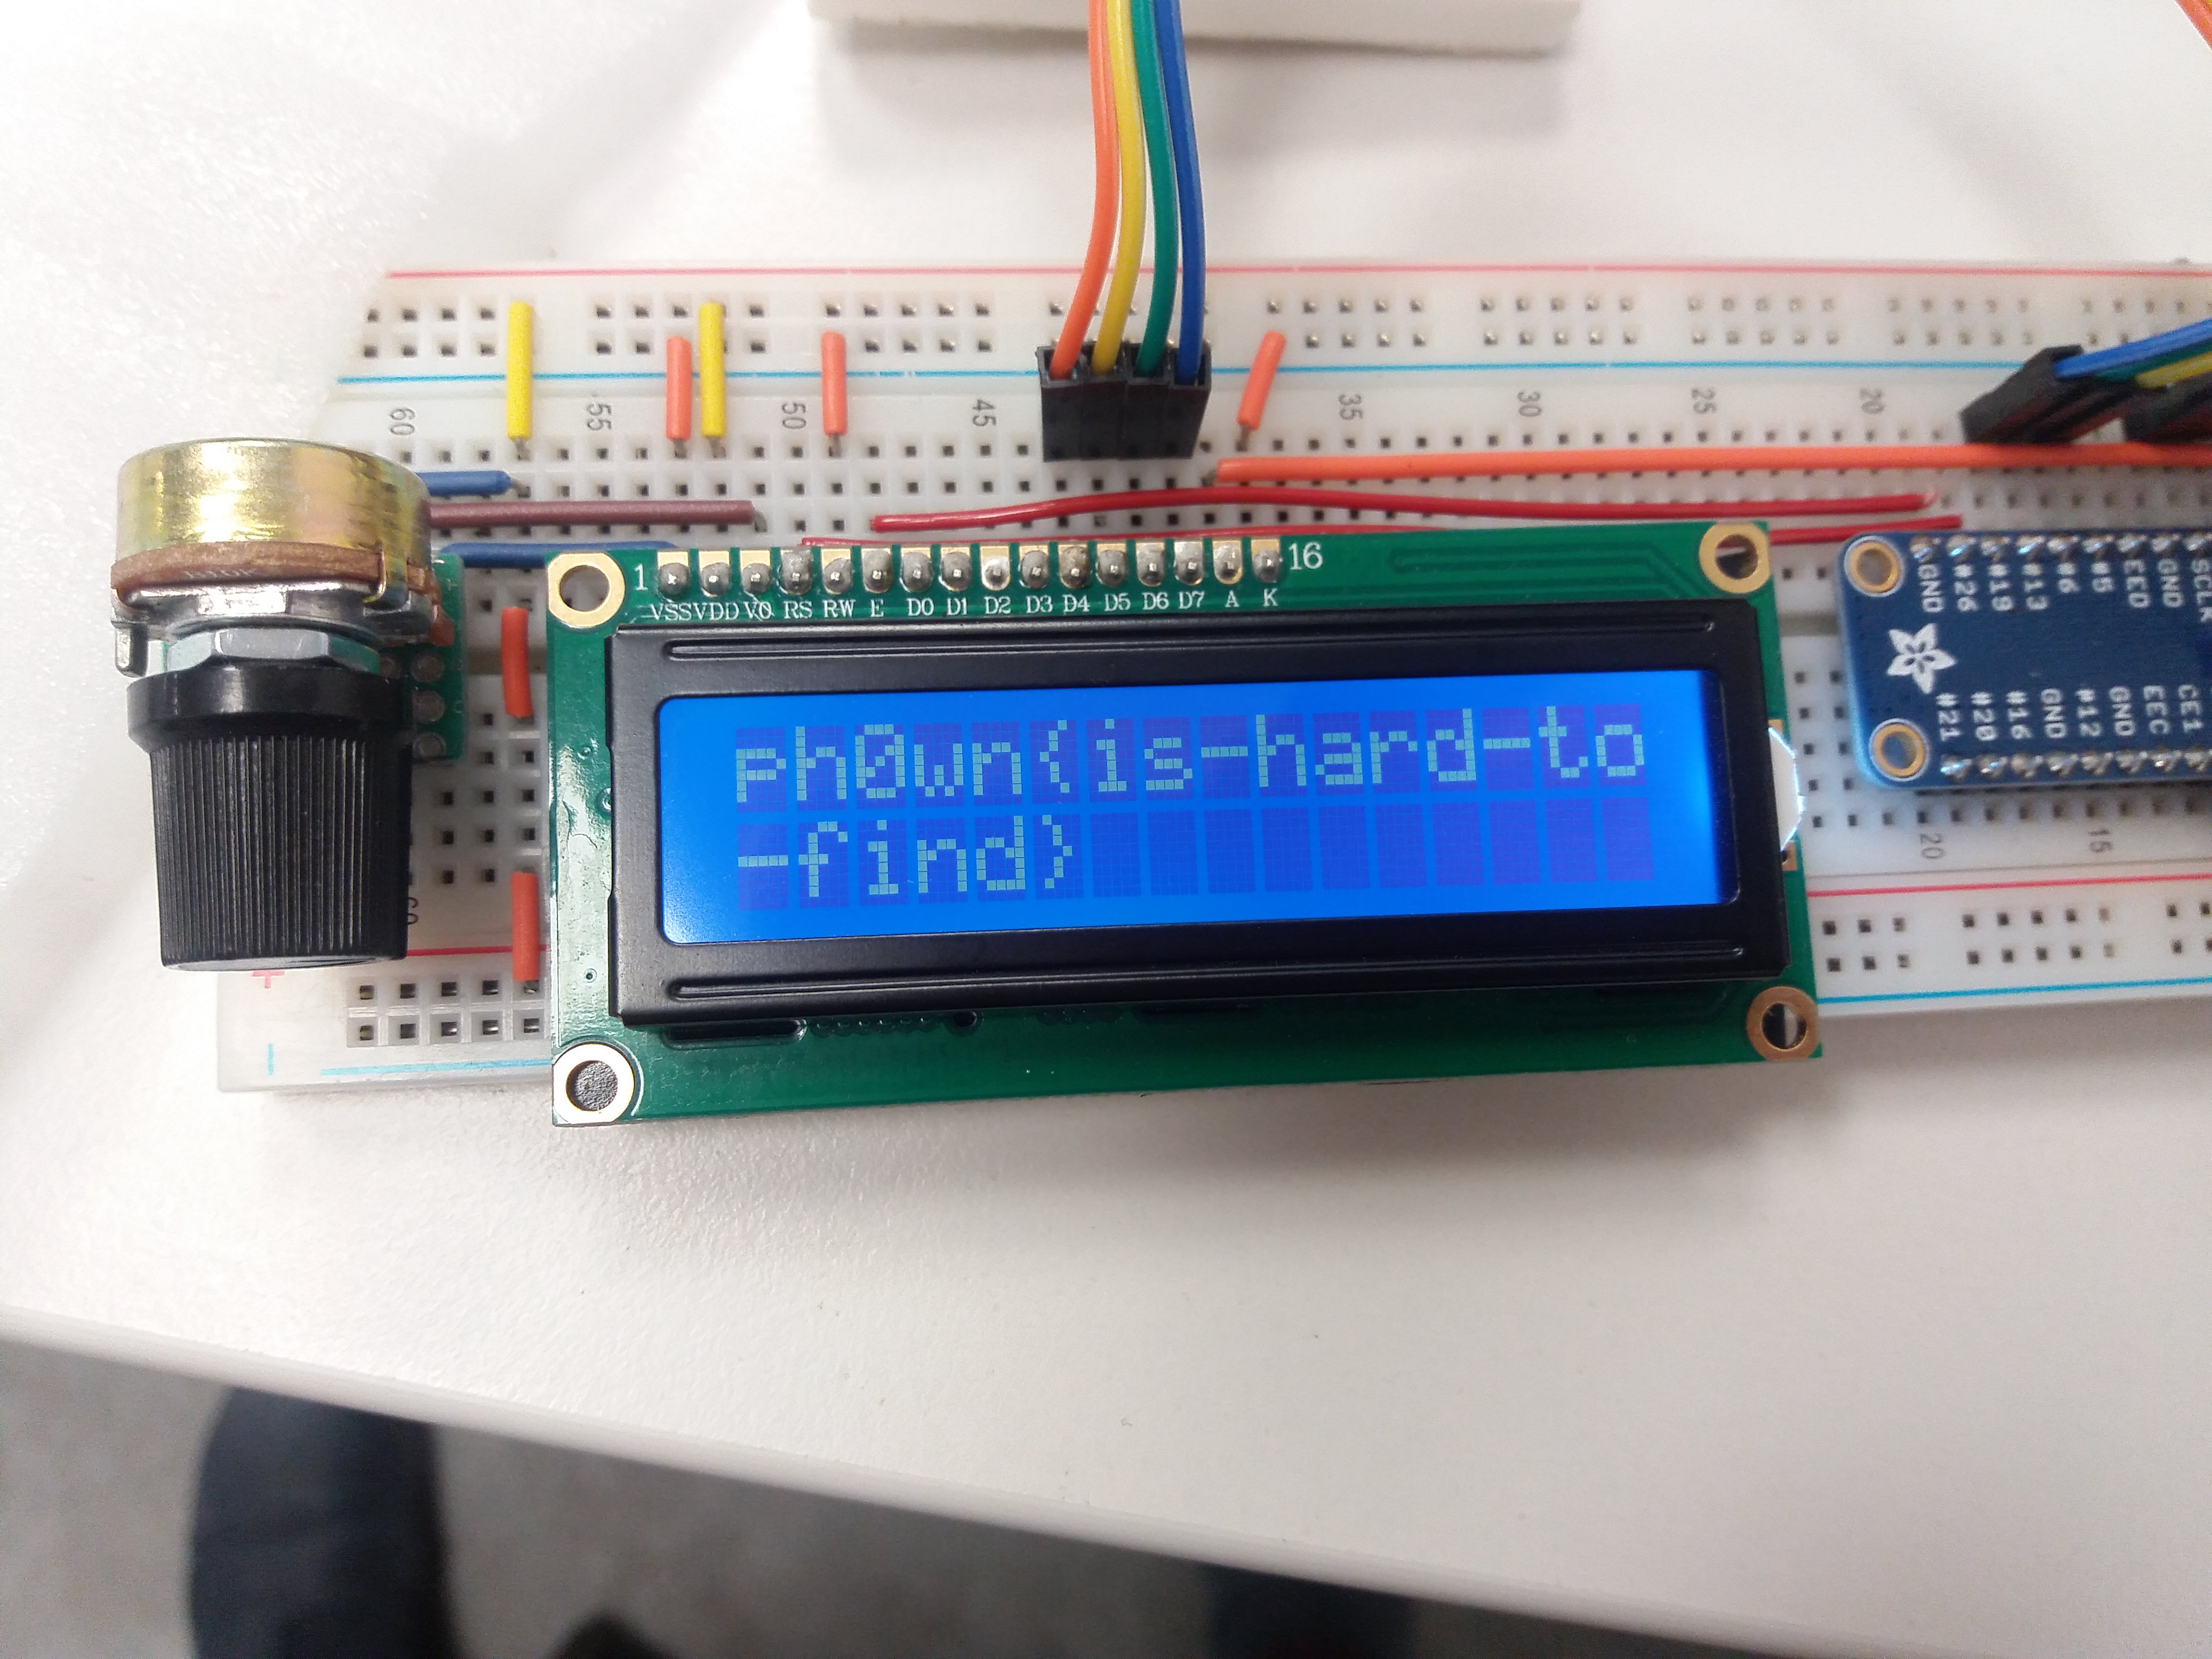 60 55 50 45 35 30 25 20
1 16
VSS VDD V0 RS RW E D0 D1 D2 D3 D4 D5 D6 D7 A K
GND #26 #19 #13 #6 #5 EED GND
ph0wn{is-hard-to
-find}
#21 #20 #16 GND #12 GND EEC CE1
60 20 15
+
-